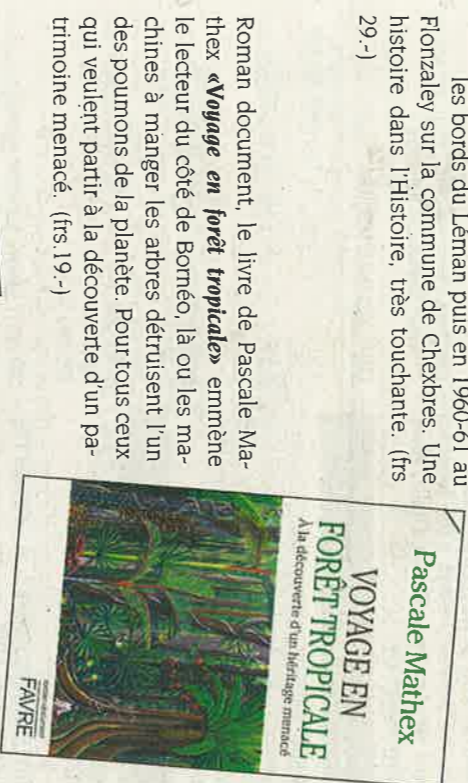 les bords du Léman puis en 1960-61 au
Flonzaley sur la commune de Chexbres. Une
histoire dans l'Histoire, très touchante. (frs
29.-)
Roman document, le livre de Pascale Ma-
thex «Voyage en forêt tropicale» emmène
le lecteur du côté de Bornéo, là ou les ma-
chines à manger les arbres détruisent l'un
des poumons de la planète. Pour tous ceux
qui veulent partir à la découverte d'un pa-
trimoine menacé. (frs.19.-)
Pascale Mathex
VOYAGE EN
FORÊT TROPICALE
À la découverte d'un héritage menacé
FAVRE